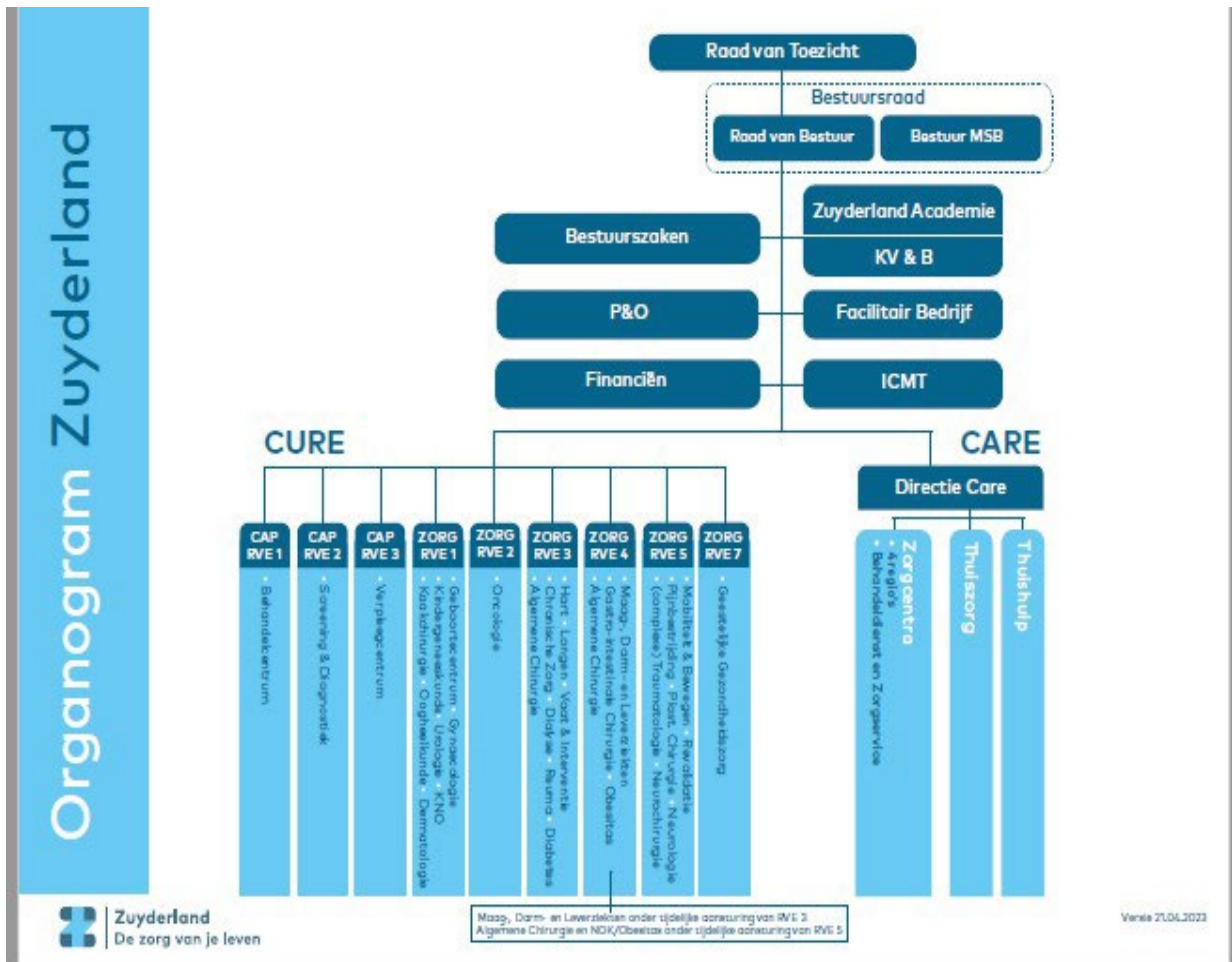 Organogram Zuyderland
Raad van Toezicht
Bestuursraad
Raad van Bestuur
Bestuur MSB
Bestuurszaken
Zuyderland Academie
KV & B
P&O
Facilitair Bedrijf
Financiën
ICMT
CURE
CARE
Directie Care
CAP
RVE 1
• Behandelcentrum
CAP
RVE 2
• Screening & Diagnostiek
CAP
RVE 3
• Verpleegcentrum
ZORG
RVE 1
• Geboortecentrum • Gynaecologie
• Kindergeneeskunde • Urologie • KNO
• Kaakchirurgie • Oogheelkunde • Dermatologie
ZORG
RVE 2
• Oncologie
ZORG
RVE 3
• Hart • Longen • Vaat & Interventie
• Chronische Zorg • Dialyse • Reuma • Diabetes
• Algemene Chirurgie
ZORG
RVE 4
• Maag-, Darm- en Leverziekten
• Gastro-intestinale Chirurgie • Obesitas
• Algemene Chirurgie
ZORG
RVE 5
• Mobiliteit & Bewegen • Revalidatie
• Pijnbestrijding • Plast. Chirurgie • Neurologie
• (complexe) Traumatologie • Neurochirurgie
ZORG
RVE 7
• Geestelijke Gezondheidszorg
Zorgcentra
• 4 regio's
• Behandeldienst en Zorgservice
Thuiszorg
Thuishulp
Maag-, Darm- en Leverziekten onder tijdelijke aansturing van RVE 3
Algemene Chirurgie en NOK/Obesitas onder tijdelijke aansturing van RVE 5
Zuyderland
De zorg van je leven
Versie 21.04.2023